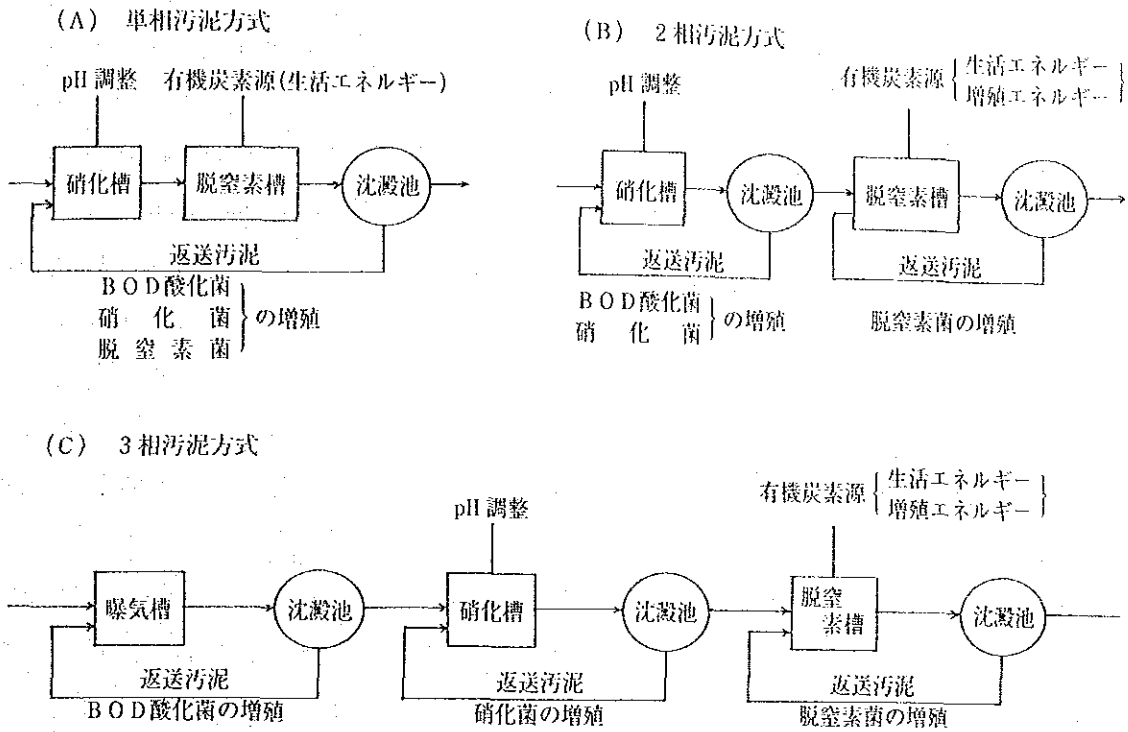 (A) 単相汚泥方式
pH調整 有機炭素源(生活エネルギー)
硝化槽 脱窒素槽 沈澱池
返送汚泥
BOD酸化菌
硝化菌
脱窒素菌
の増殖
(B) 2相汚泥方式
有機炭素源{生活エネルギー
増殖エネルギー}
pH調整
硝化槽 沈澱池 脱窒素槽 沈澱池
返送汚泥 返送汚泥
BOD酸化菌
硝化菌
の増殖
脱窒素菌の増殖
(C) 3相汚泥方式
有機炭素源{生活エネルギー
増殖エネルギー}
pH調整
曝気槽 沈澱池 硝化槽 沈澱池 脱窒
素槽 沈澱池
返送汚泥 返送汚泥 返送汚泥
BOD酸化菌の増殖 硝化菌の増殖 脱窒素菌の増殖